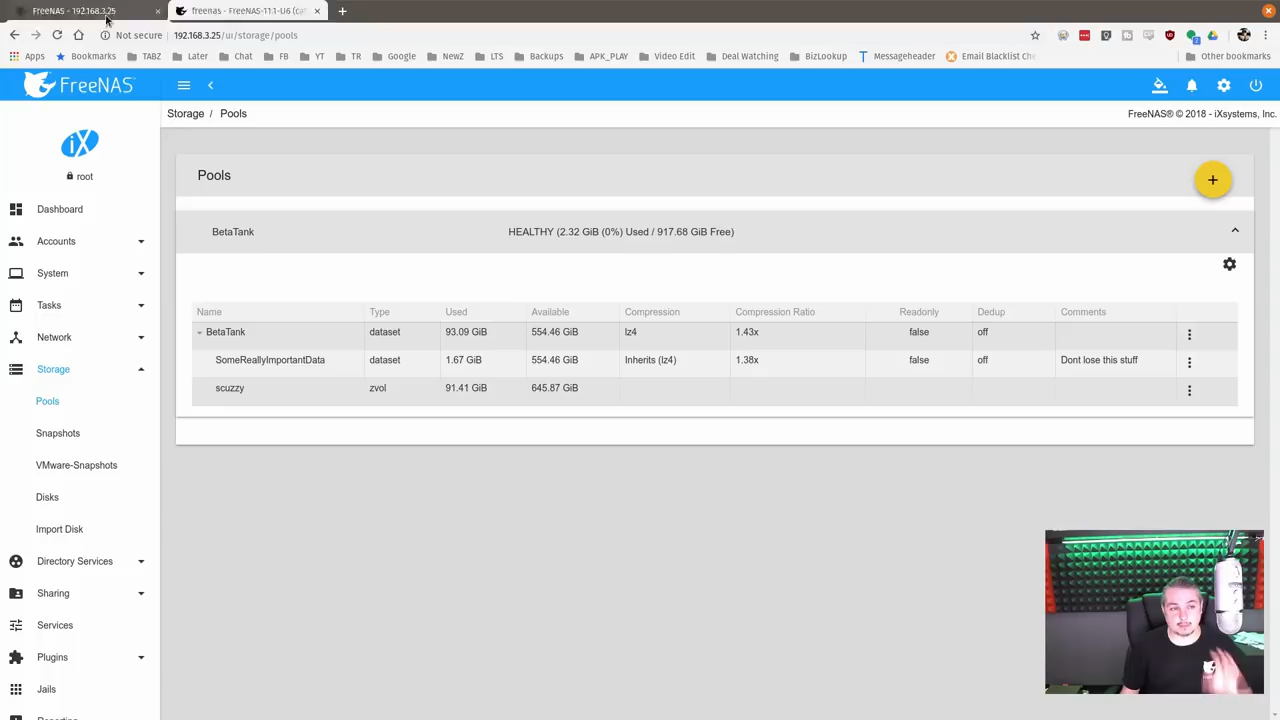 FreeNAS - 192.168.3.25
freenas - FreeNAS-11.1-U6 (ca
Not secure
192.168.3.25/ui/storage/pools
Apps
Bookmarks
TABZ
Later
Chat
FB
YT
TR
Google
NewZ
LTS
Backups
APK_PLAY
Video Edit
Deal Watching
BizLookup
Messageheader
Email Blacklist Che
Other bookmarks
FreeNAS
Storage / Pools
FreeNAS® © 2018 - iXsystems, Inc.
iX
root
Dashboard
Accounts
System
Tasks
Network
Storage
Pools
Snapshots
VMware-Snapshots
Disks
Import Disk
Directory Services
Sharing
Services
Plugins
Jails
Reporting
Pools
+
BetaTank
HEALTHY (2.32 GiB (0%) Used / 917.68 GiB Free)
Name Type Used Available Compression Compression Ratio Readonly Dedup Comments
BetaTank dataset 93.09 GiB 554.46 GiB lz4 1.43x false off
SomeReallyImportantData dataset 1.67 GiB 554.46 GiB Inherits (lz4) 1.38x false off Dont lose this stuff
scuzzy zvol 91.41 GiB 645.87 GiB